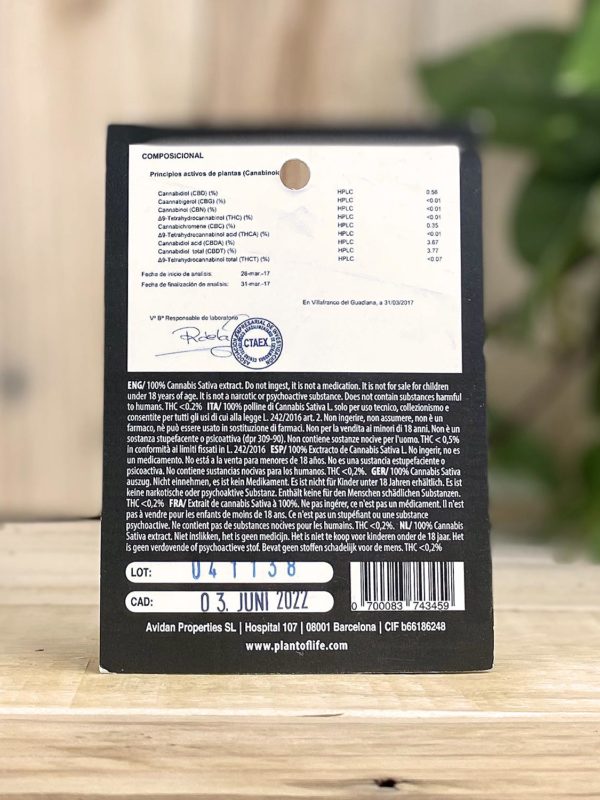 COMPOSICIONAL
Principios activos de plantas (Canabinoi
Cannabidiol (CBD) (%) HPLC 0.56
Caannabigerol (CBG) (%) HPLC <0.01
Cannabinol (CBN) (%) HPLC <0.01
Δ9-Tetrahydrocannabinol (THC) (%) HPLC <0.01
Cannabichromene (CBC) (%) HPLC 0.35
Δ9-Tetrahydrocannabinol acid (THCA) (%) HPLC <0.01
Cannabidiol acid (CBDA) (%) HPLC 3.67
Cannabidiol total (CBDT) (%) HPLC 3.77
Δ9-Tetrahydrocannabinol total (THCT) (%) HPLC <0.07
Fecha de inicio de analisis: 28-mar.-17
Fecha de finalización de analisis: 31-mar.-17
En Villafranco del Guadiana, a 31/03/2017
Vº Bº Responsable de laboratorio
CTAEX
ENG/ 100% Cannabis Sativa extract. Do not ingest, it is not a medication. It is not for sale for children
under 18 years of age. It is not a narcotic or psychoactive substance. Does not contain substances harmful
to humans. THC <0.2% ITA/ 100% polline di Cannabis Sativa L. solo per uso tecnico, collezionismo e
consentite per tutti gli usi di cui alla legge L. 242/2016 art. 2. Non ingerire, non assumere, non è un
farmaco, nè può essere usato in sostituzione di farmaci. Non per la vendita ai minori di 18 anni. Non è un
sostanza stupefacente o psicoattiva (dpr 309-90). Non contiene sostanze nocive per l'uomo. THC < 0,5%
in conformità ai limiti fissati in L. 242/2016 ESP/ 100% Exctracto de Cannabis Sativa L. No ingerir, no es
un medicamento. No está a la venta para menores de 18 años. No es una sustancia estupefaciente o
psicoactiva. No contiene sustancias nocivas para los humanos. THC <0,2%. GER/ 100% Cannabis Sativa
auszug. Nicht einnehmen, es ist kein Medikament. Es ist nicht für Kinder unter 18 Jahren erhältlich. Es ist
keine narkotische oder psychoaktive Substanz. Enthält keine für den Menschen schädlichen Substanzen.
THC <0,2% FRA/ Extrait de cannabis Sativa à 100%. Ne pas ingérer, ce n'est pas un médicament. Il n'est
pas à vendre pour les enfants de moins de 18 ans. Ce n'est pas un stupéfiant ou une substance
psychoactive. Ne contient pas de substances nocives pour les humains. THC <0,2%. NL/ 100% Cannabis
Sativa extract. Niet inslikken, het is geen medicijn. Het is niet te koop voor kinderen onder de 18 jaar. Het
is geen verdovende of psychoactieve stof. Bevat geen stoffen schadelijk voor de mens. THC <0,2%
LOT: 041138
CAD: 03. JUNI 2022
0 700083 743459
Avidan Properties SL | Hospital 107 | 08001 Barcelona | CIF b66186248
www.plantoflife.com